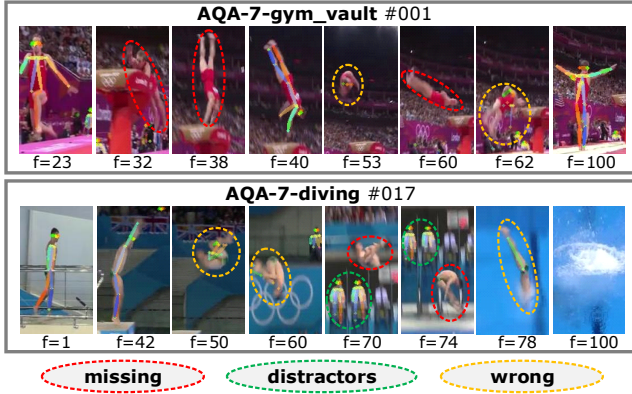 AQA-7-gym_vault #001
f=23 f=32 f=38 f=40 f=53 f=60 f=62 f=100
AQA-7-diving #017
f=1 f=42 f=50 f=60 f=70 f=74 f=78 f=100
missing distractors wrong